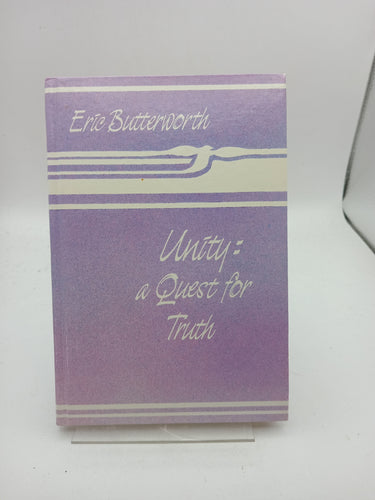 Eric Butterworth
Unity:
a Quest for
Truth